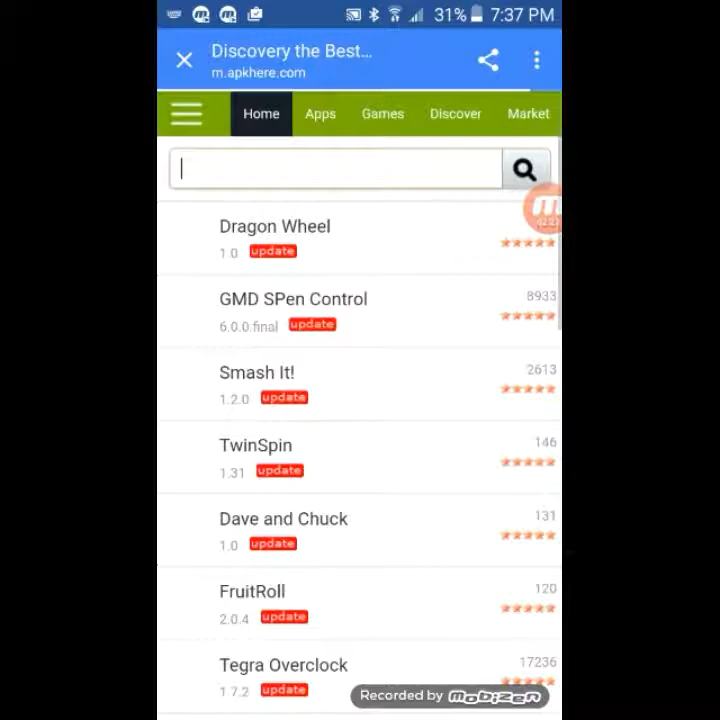 31% 7:37 PM
Discovery the Best...
m.apkhere.com
Home Apps Games Discover Market
Dragon Wheel
1.0 update
GMD SPen Control 8933
6.0.0.final update
Smash It! 2613
1.2.0 update
TwinSpin 146
1.31 update
Dave and Chuck 131
1.0 update
FruitRoll 120
2.0.4 update
Tegra Overclock 17236
1.7.2 update
Recorded by mobizen